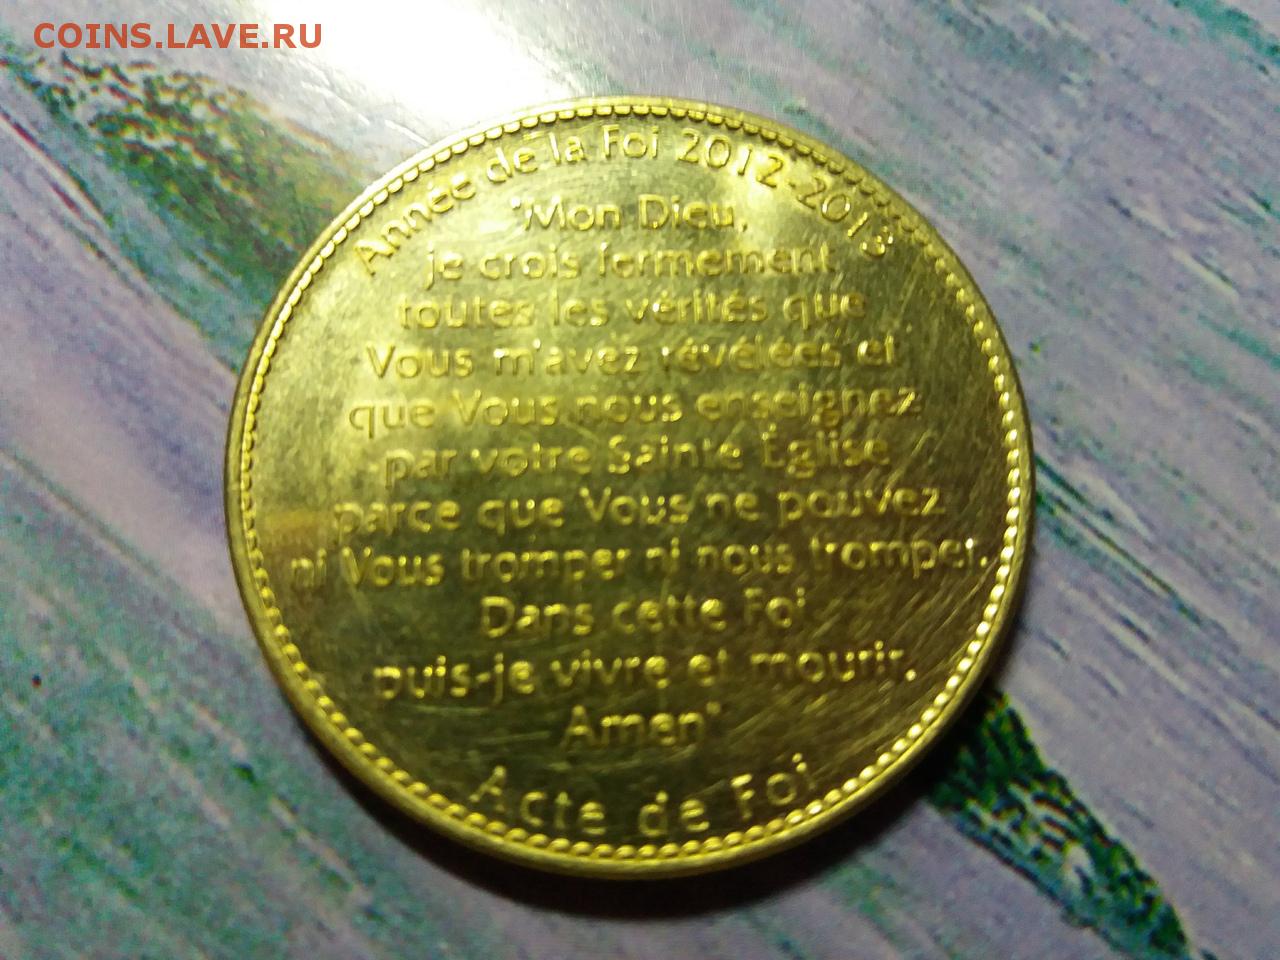 COINS.LAVE.RU
Année de la Foi 2012-2013
"Mon Dieu,
je crois fermement
toutes les vérités que
Vous m'avez révélées et
que Vous nous enseignez
par votre Sainte Église
parce que Vous ne pouvez
ni Vous tromper ni nous tromper.
Dans cette Foi
puis-je vivre et mourir.
Amen"
Acte de Foi